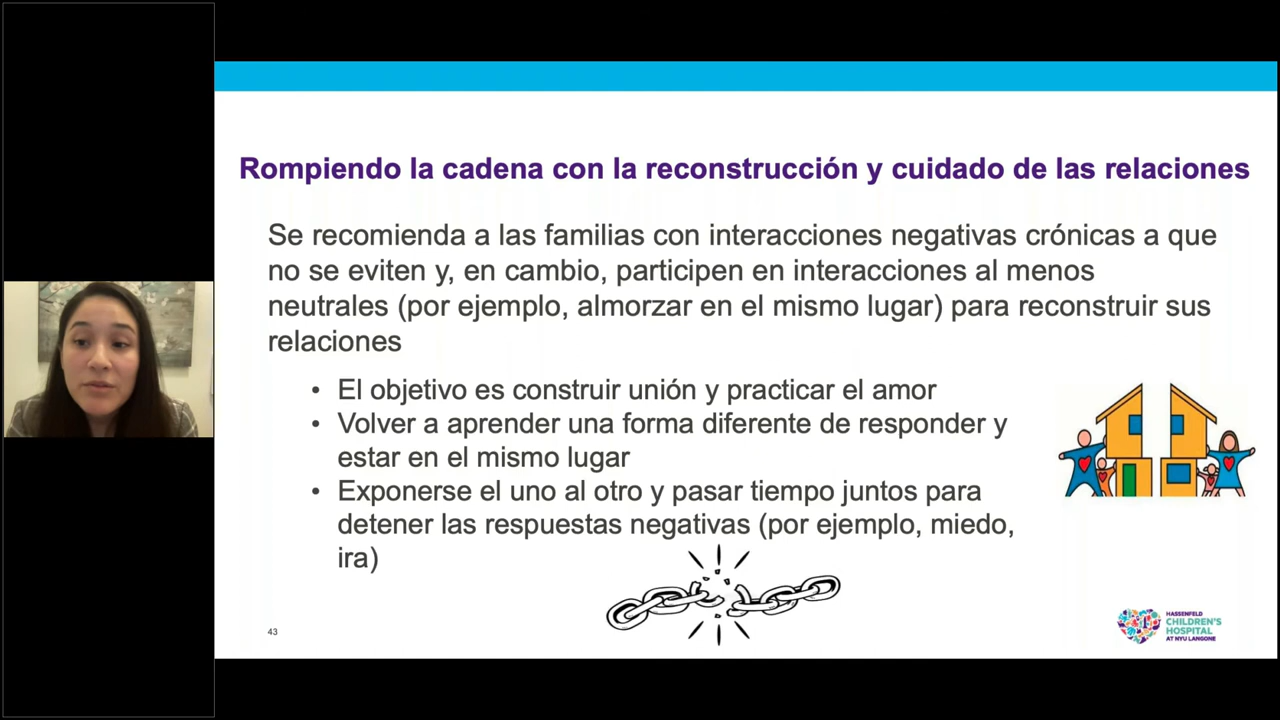 Rompiendo la cadena con la reconstrucción y cuidado de las relaciones
Se recomienda a las familias con interacciones negativas crónicas a que
no se eviten y, en cambio, participen en interacciones al menos
neutrales (por ejemplo, almorzar en el mismo lugar) para reconstruir sus
relaciones
• El objetivo es construir unión y practicar el amor
• Volver a aprender una forma diferente de responder y
estar en el mismo lugar
• Exponerse el uno al otro y pasar tiempo juntos para
detener las respuestas negativas (por ejemplo, miedo,
ira)
43
HASSENFELD
CHILDREN'S
HOSPITAL
AT NYU LANGONE